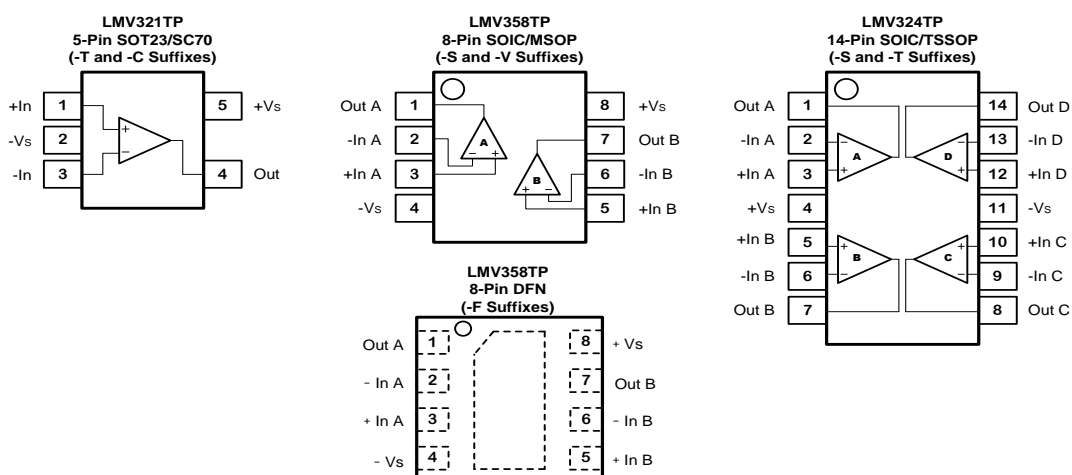 LMV321TP
5-Pin SOT23/SC70
(-T and -C Suffixes)
+In 1 5 +Vs
-Vs 2
-In 3 4 Out
+
−
LMV358TP
8-Pin SOIC/MSOP
(-S and -V Suffixes)
Out A 1 8 +Vs
-In A 2 7 Out B
+In A 3 6 -In B
-Vs 4 5 +In B
A
− +
B
+ −
LMV324TP
14-Pin SOIC/TSSOP
(-S and -T Suffixes)
Out A 1 14 Out D
-In A 2 13 -In D
+In A 3 12 +In D
+Vs 4 11 -Vs
+In B 5 10 +In C
-In B 6 9 -In C
Out B 7 8 Out C
− A + − D +
+ B − + C −
LMV358TP
8-Pin DFN
(-F Suffixes)
Out A 1 8 + Vs
- In A 2 7 Out B
+ In A 3 6 - In B
- Vs 4 5 + In B